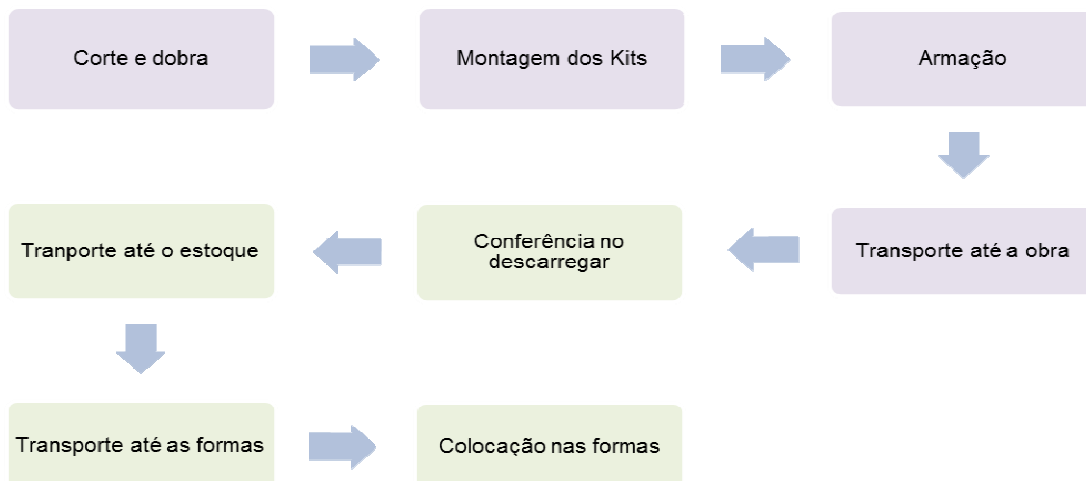 Corte e dobra
Montagem dos Kits
Armação
Transporte até a obra
Conferência no
descarregar
Tranporte até o estoque
Transporte até as formas
Colocação nas formas